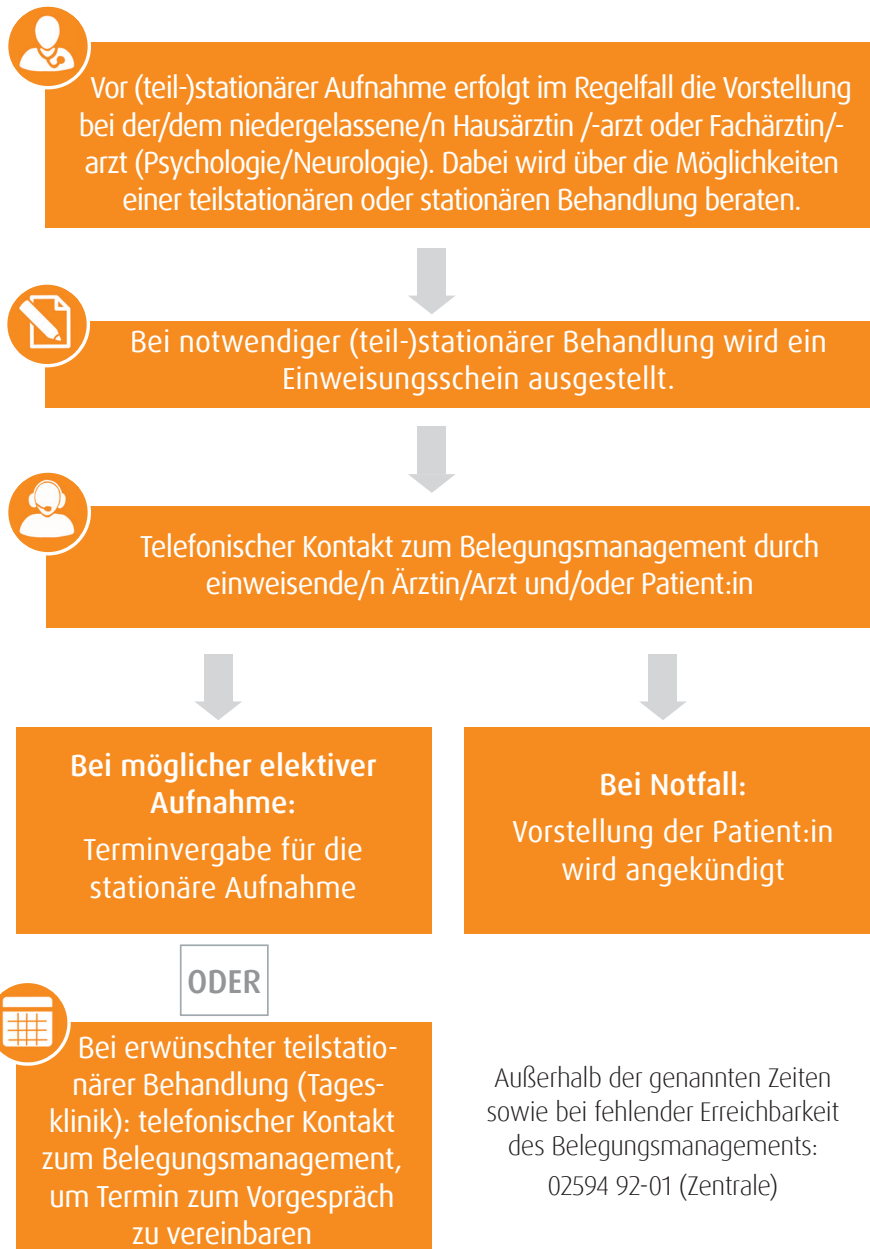 Vor (teil-)stationärer Aufnahme erfolgt im Regelfall die Vorstellung
bei der/dem niedergelassene/n Hausärztin /-arzt oder Fachärztin/-
arzt (Psychologie/Neurologie). Dabei wird über die Möglichkeiten
einer teilstationären oder stationären Behandlung beraten.
Bei notwendiger (teil-)stationärer Behandlung wird ein
Einweisungsschein ausgestellt.
Telefonischer Kontakt zum Belegungsmanagement durch
einweisende/n Ärztin/Arzt und/oder Patient:in
Bei möglicher elektiver
Aufnahme:
Terminvergabe für die
stationäre Aufnahme
Bei Notfall:
Vorstellung der Patient:in
wird angekündigt
ODER
Bei erwünschter teilstatio-
närer Behandlung (Tages-
klinik): telefonischer Kontakt
zum Belegungsmanagement,
um Termin zum Vorgespräch
zu vereinbaren
Außerhalb der genannten Zeiten
sowie bei fehlender Erreichbarkeit
des Belegungsmanagements:
02594 92-01 (Zentrale)